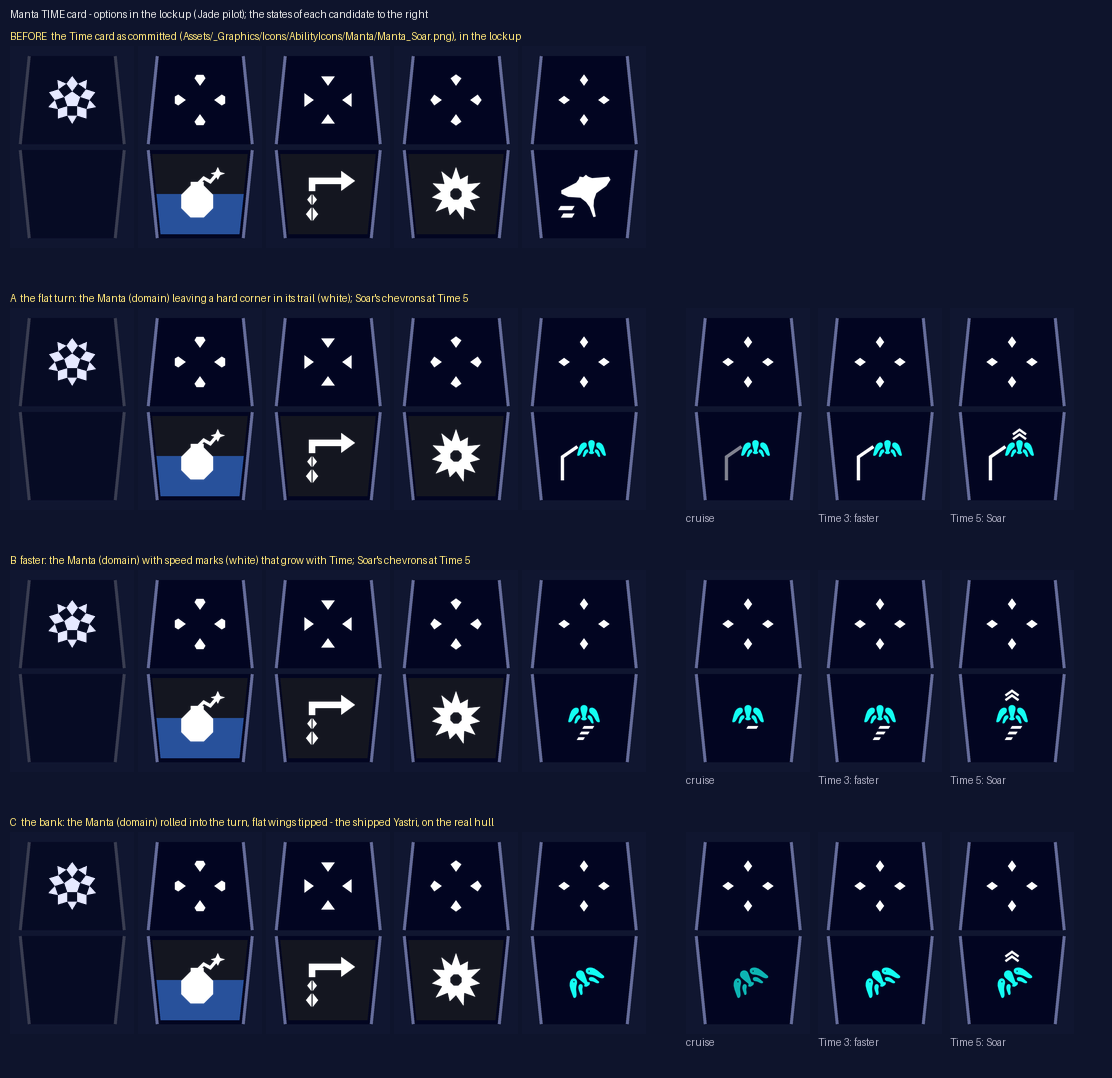 Manta TIME card - options in the lockup (Jade pilot); the states of each candidate to the right
BEFORE the Time card as committed (Assets/_Graphics/Icons/AbilityIcons/Manta/Manta_Soar.png), in the lockup
A the flat turn: the Manta (domain) leaving a hard corner in its trail (white); Soar's chevrons at Time 5
cruise
Time 3: faster
Time 5: Soar
B faster: the Manta (domain) with speed marks (white) that grow with Time; Soar's chevrons at Time 5
cruise
Time 3: faster
Time 5: Soar
C the bank: the Manta (domain) rolled into the turn, flat wings tipped - the shipped Yastri, on the real hull
cruise
Time 3: faster
Time 5: Soar